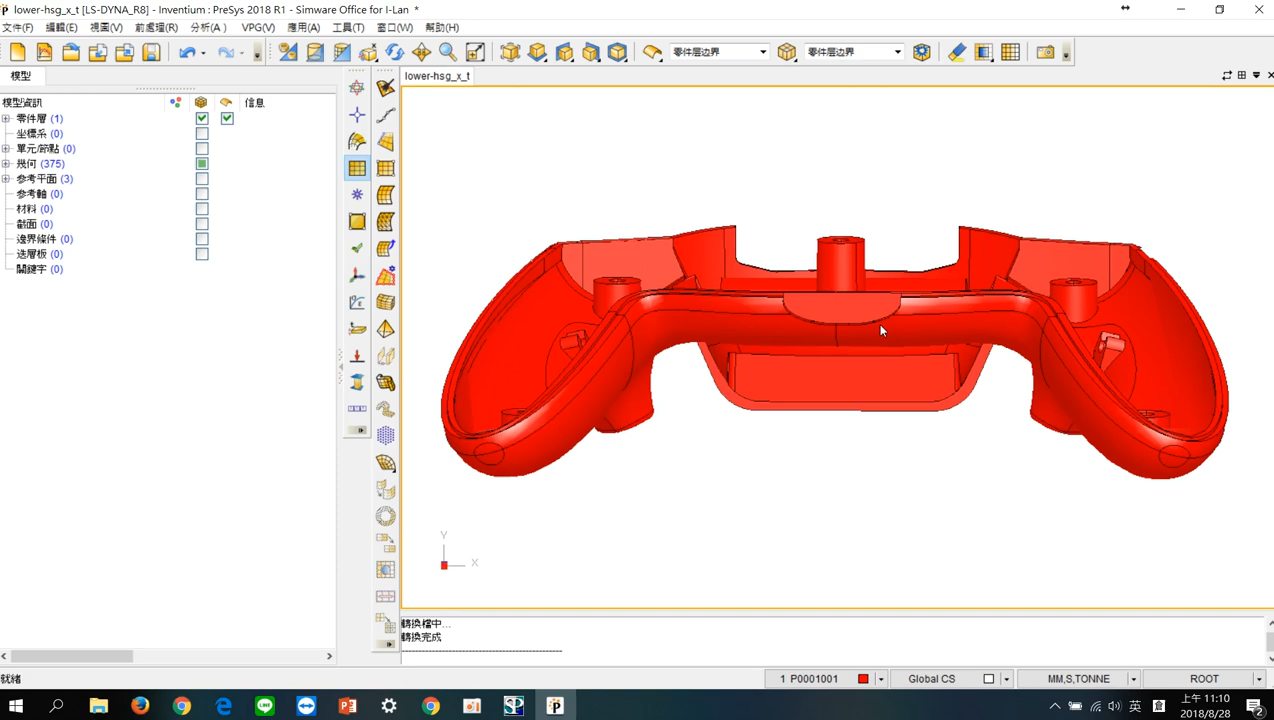 lower-hsg_x_t [LS-DYNA_R8] - Inventium : PreSys 2018 R1 - Simware Office for I-Lan *
文件(F) 編輯(E) 視圖(V) 前處理(R) 分析(A) VPG(V) 應用(A) 工具(T) 窗口(W) 幫助(H)
零件层边界 零件层边界
模型
lower-hsg_x_t
模型資訊 信息
零件層 (1)
坐標系 (0)
單元/節點 (0)
幾何 (375)
參考平面 (3)
參考軸 (0)
材料 (0)
截面 (0)
邊界條件 (0)
迭層板 (0)
關鍵字 (0)
Y
X
轉換檔中...
轉換完成
--------------------------------------------------
就緒
1 P0001001 Global CS MM,S,TONNE ROOT
英
倉
上午 11:10
2018/8/28
2